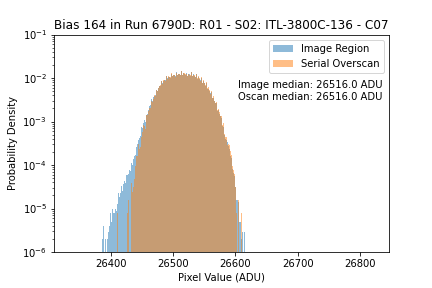 Bias 164 in Run 6790D: R01 - S02: ITL-3800C-136 - C07
Image Region
Serial Overscan
Image median: 26516.0 ADU
Oscan median: 26516.0 ADU
Probability Density
10⁻¹
10⁻²
10⁻³
10⁻⁴
10⁻⁵
10⁻⁶
26400 26500 26600 26700 26800
Pixel Value (ADU)